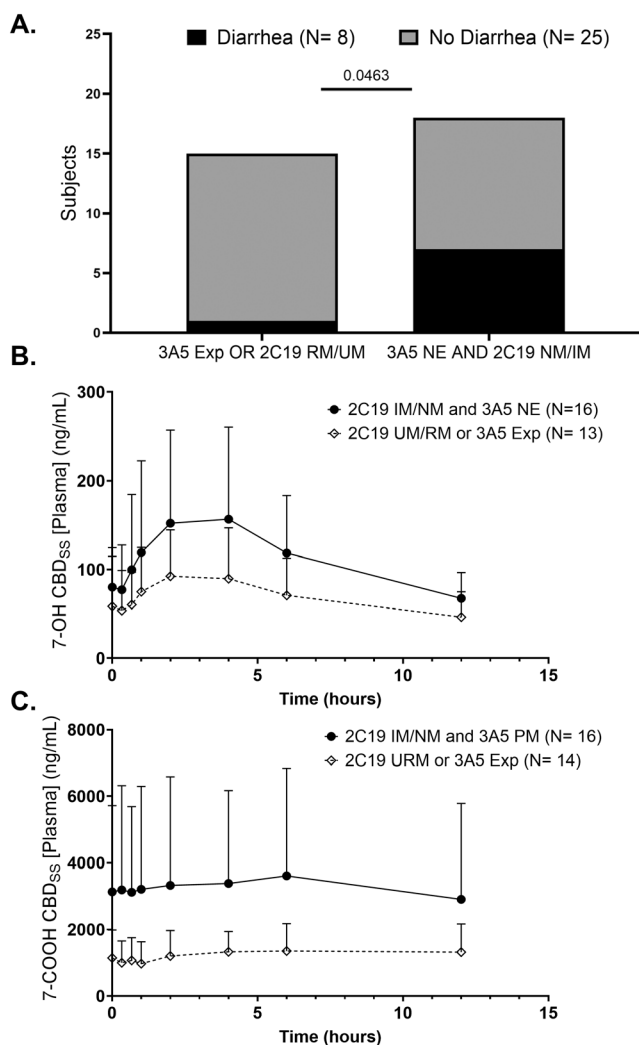 A.
Diarrhea (N= 8) No Diarrhea (N= 25)
0.0463
Subjects
25
20
15
10
5
0
3A5 Exp OR 2C19 RM/UM 3A5 NE AND 2C19 NM/IM
B.
7-OH CBDSS [Plasma] (ng/mL)
2C19 IM/NM and 3A5 NE (N=16)
2C19 UM/RM or 3A5 Exp (N= 13)
300
200
100
0
0 5 10 15
Time (hours)
C.
7-COOH CBDSS [Plasma] (ng/mL)
2C19 IM/NM and 3A5 PM (N= 16)
2C19 URM or 3A5 Exp (N= 14)
8000
6000
4000
2000
0
0 5 10 15
Time (hours)